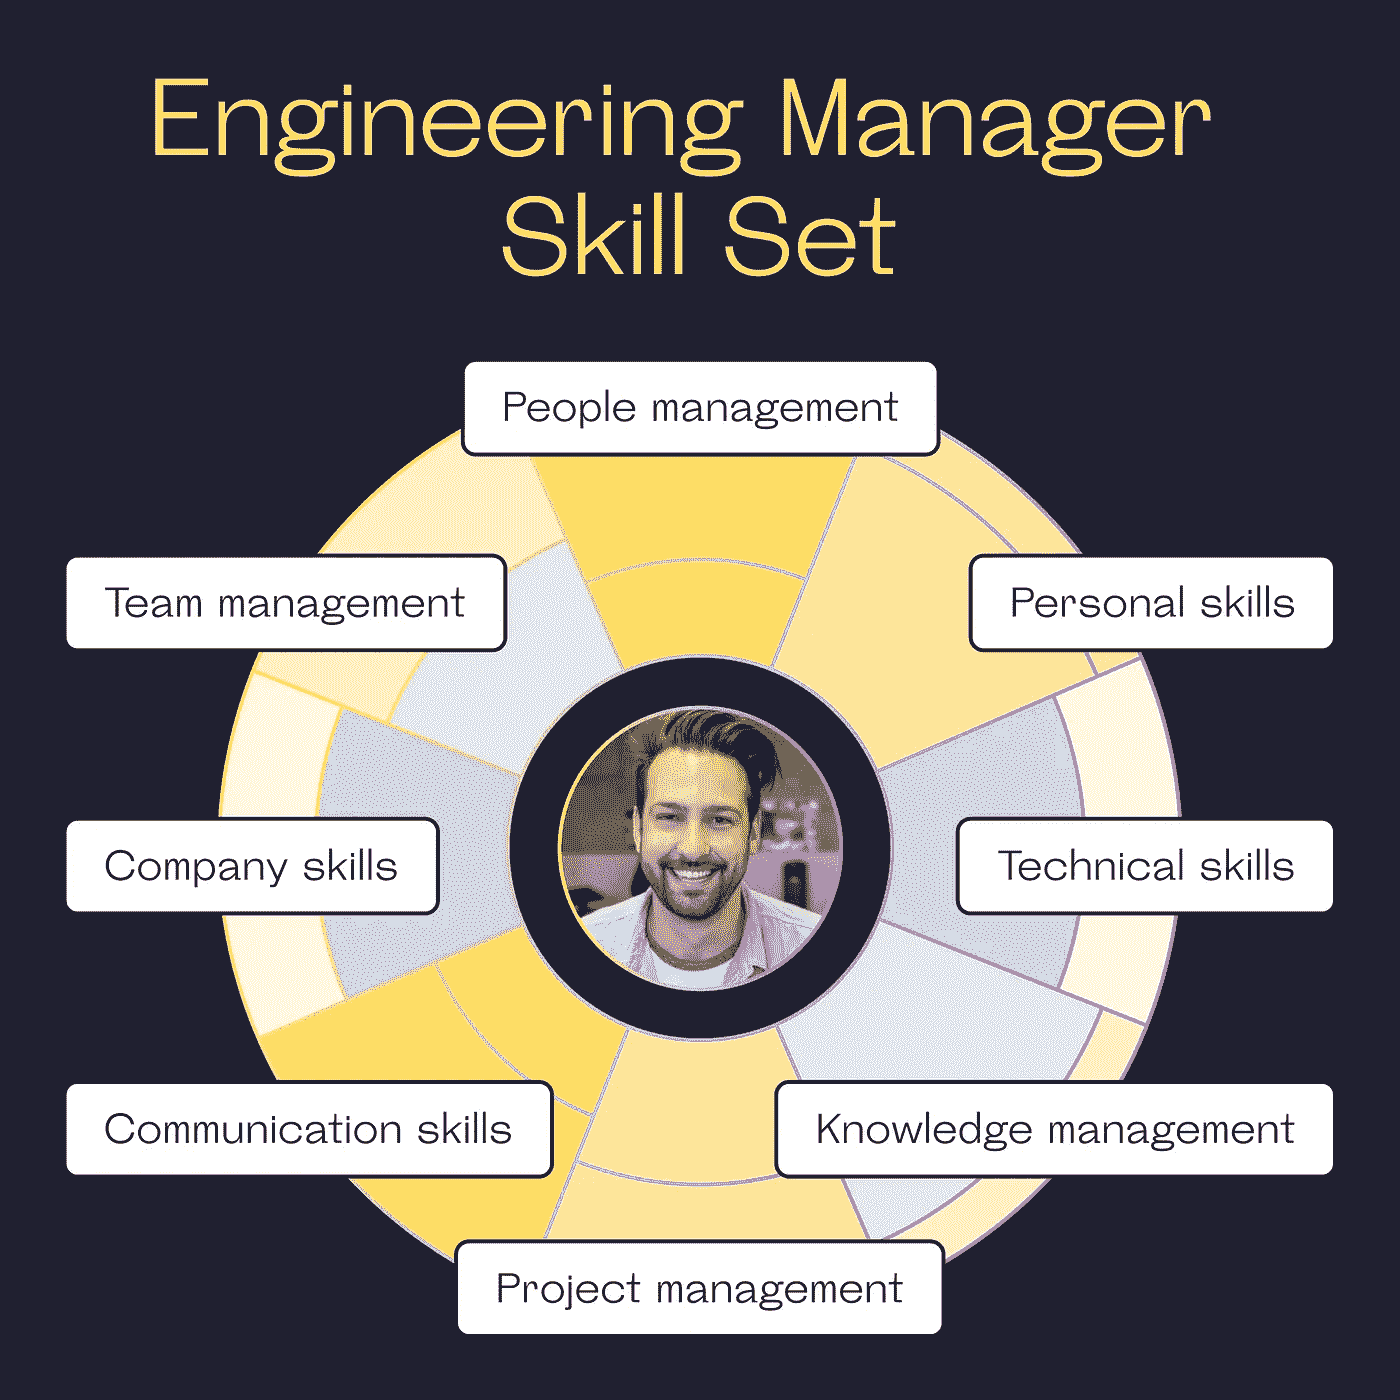 Engineering Manager
Skill Set
People management
Team management
Personal skills
Company skills
Technical skills
Communication skills
Knowledge management
Project management